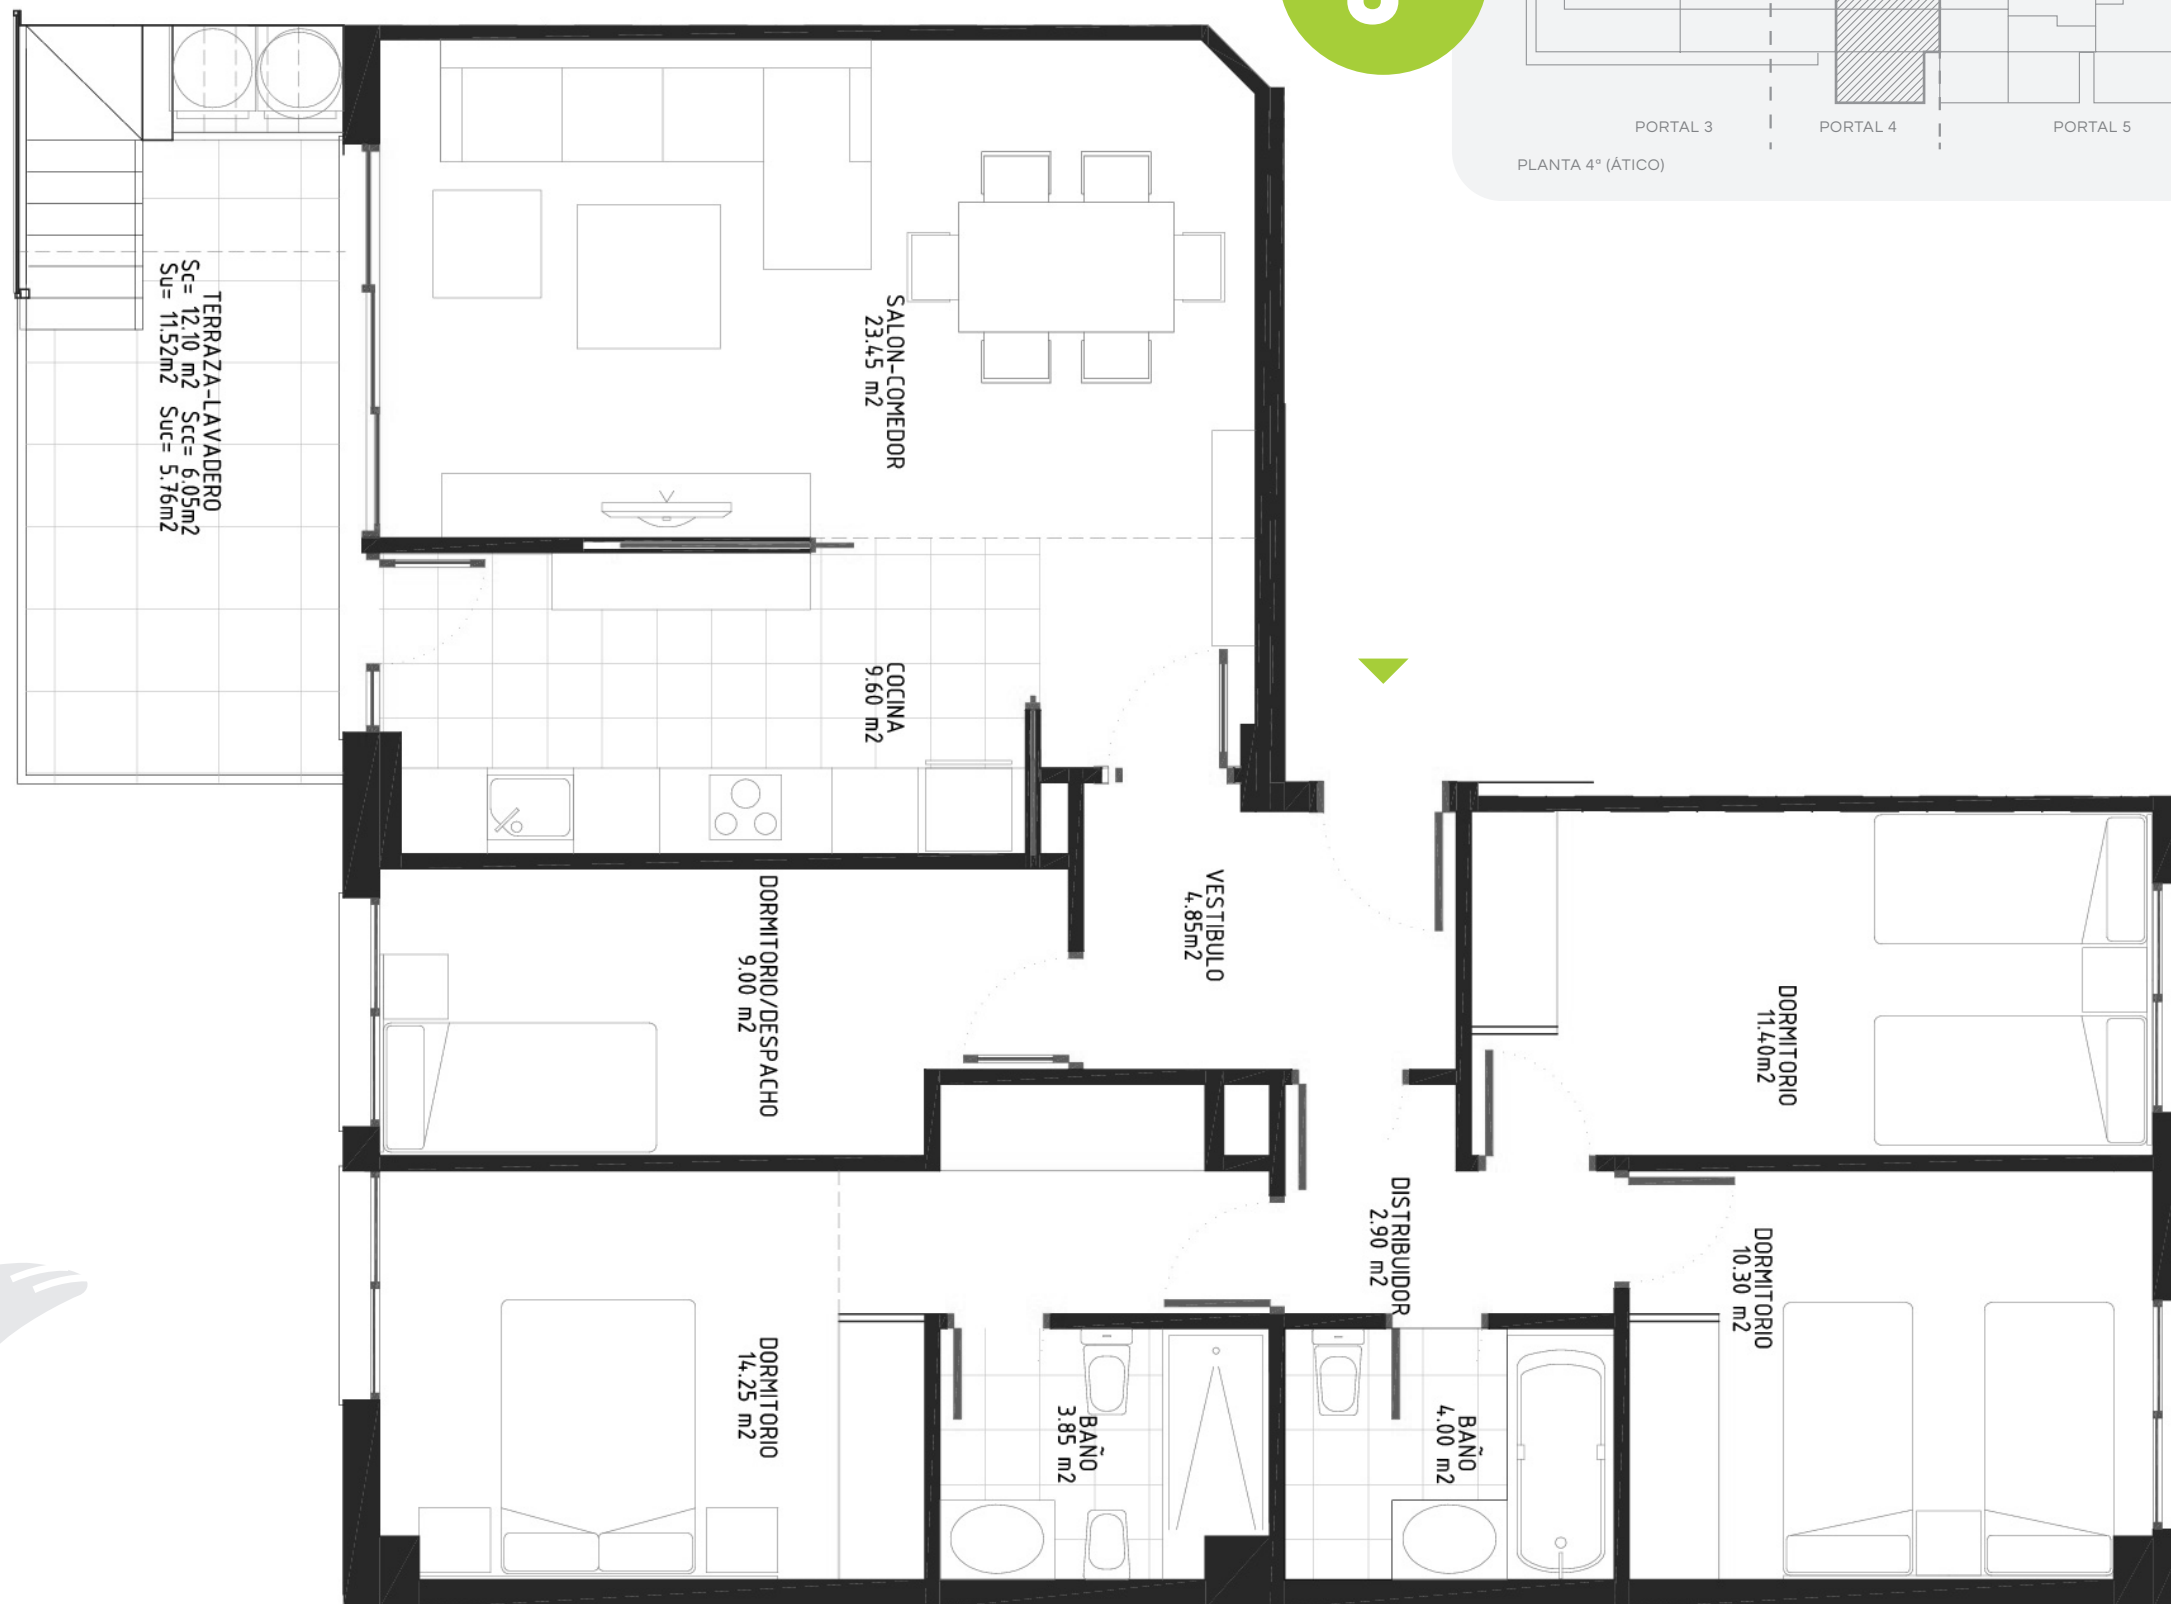 PORTAL 3
PORTAL 4
PORTAL 5
PLANTA 4º (ÁTICO)
TERRAZA-LAVADERO
Sc= 12.10 m2 Scc= 6.05m2
Su= 11.52m2 Suc= 5.76m2
SALON-COMEDOR
23.45 m2
COCINA
9.60 m2
VESTIBULO
4.85m2
DORMITORIO/DESPACHO
9.00 m2
DORMITORIO
11.40m2
DISTRIBUIDOR
2.90 m2
DORMITORIO
10.30 m2
DORMITORIO
14.25 m2
BAÑO
3.85 m2
BAÑO
4.00 m2